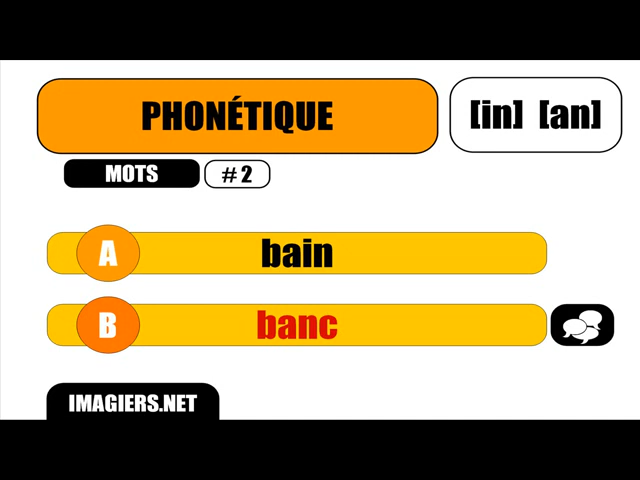 PHONÉTIQUE [in] [an]
MOTS # 2
A bain
B banc
IMAGIERS.NET